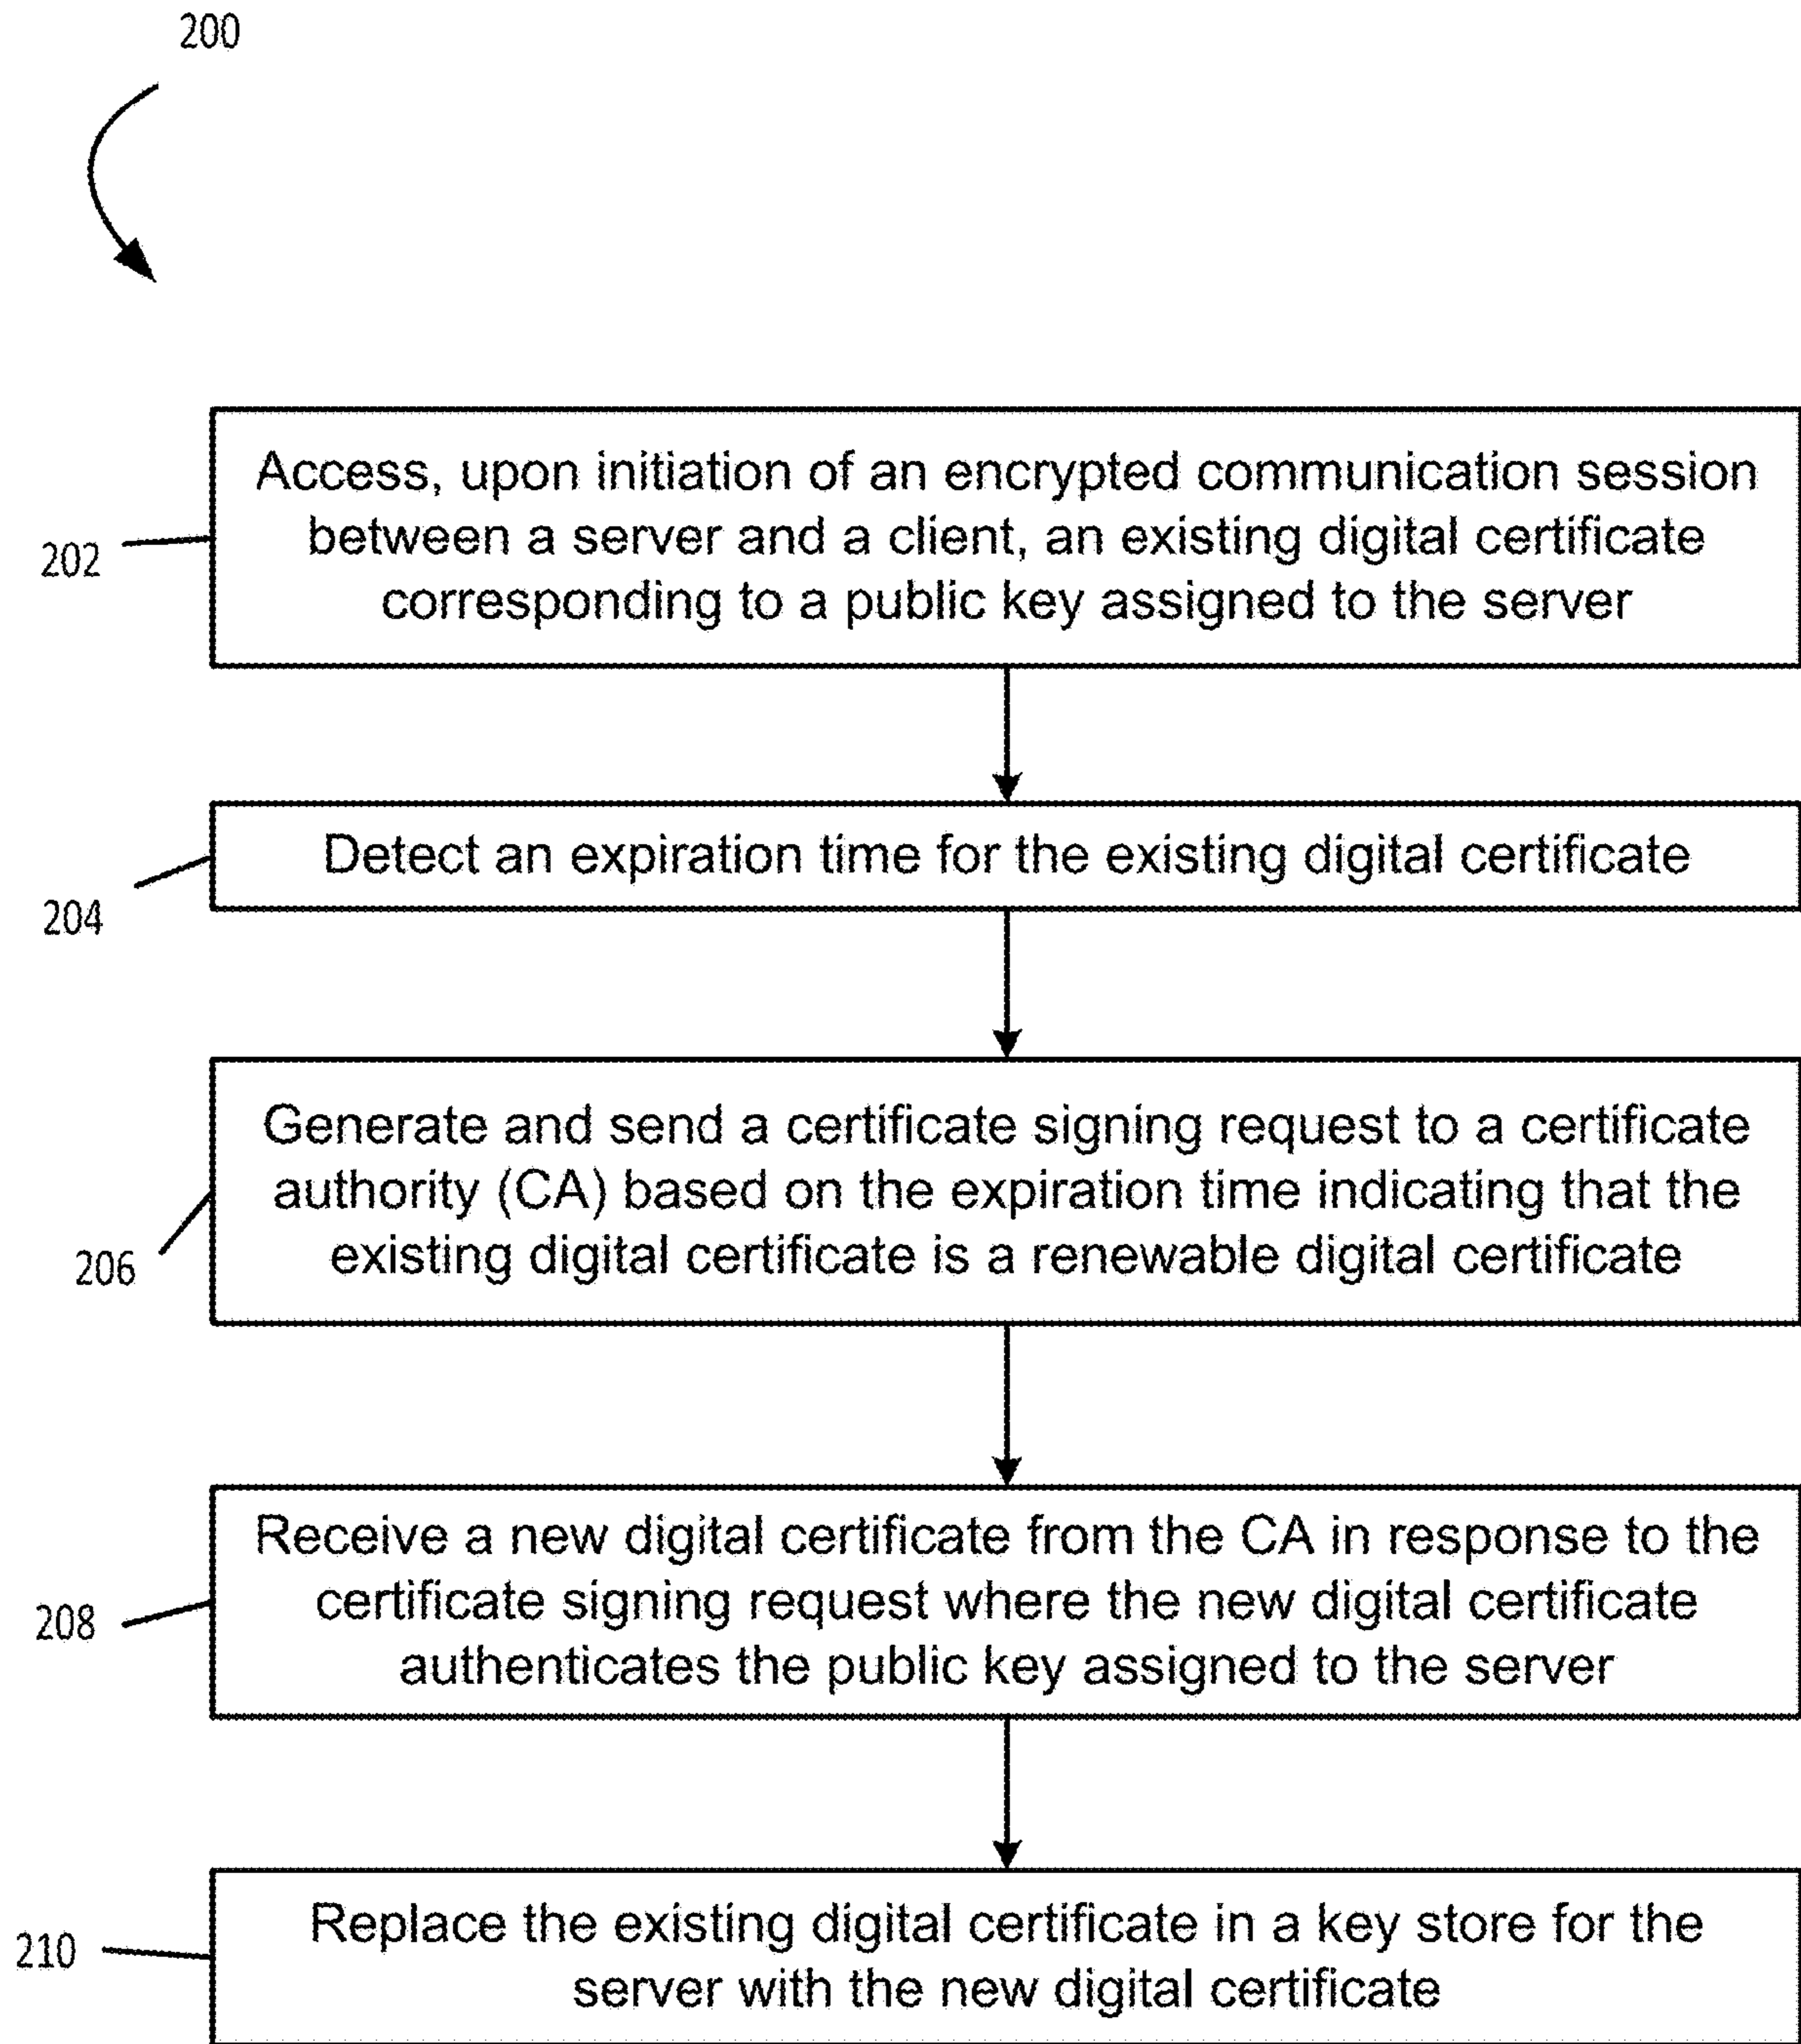 200
202
Access, upon initiation of an encrypted communication session
between a server and a client, an existing digital certificate
corresponding to a public key assigned to the server
204
Detect an expiration time for the existing digital certificate
206
Generate and send a certificate signing request to a certificate
authority (CA) based on the expiration time indicating that the
existing digital certificate is a renewable digital certificate
208
Receive a new digital certificate from the CA in response to the
certificate signing request where the new digital certificate
authenticates the public key assigned to the server
210
Replace the existing digital certificate in a key store for the
server with the new digital certificate